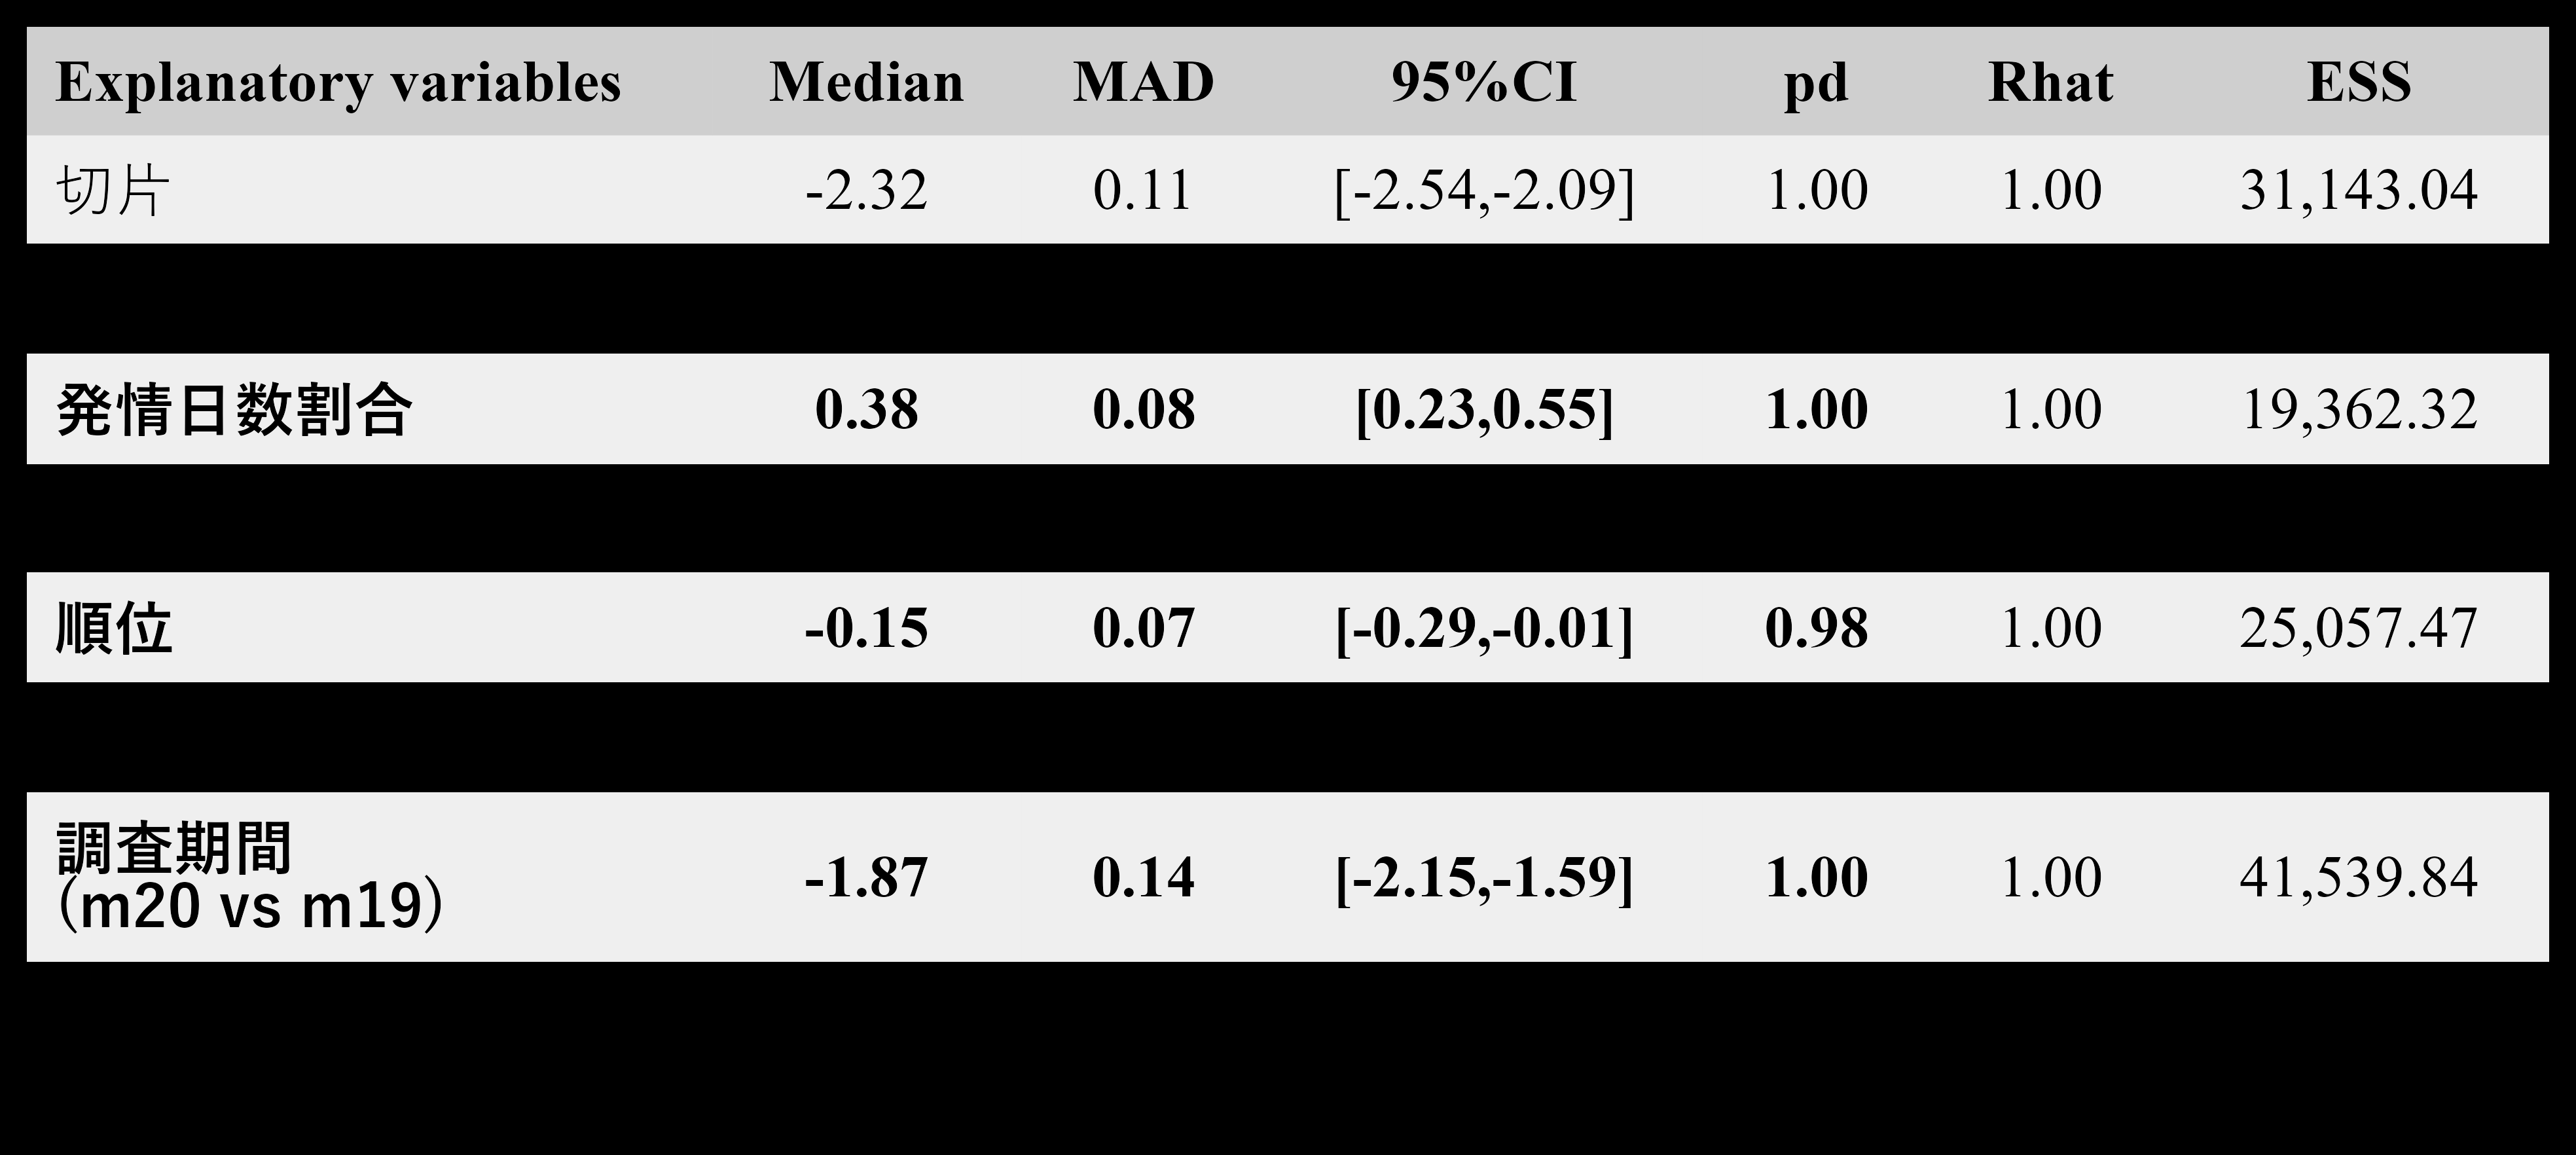 Explanatory variables Median MAD 95%CI pd Rhat ESS
切片 -2.32 0.11 [-2.54,-2.09] 1.00 1.00 31,143.04
発情日数割合 0.38 0.08 [0.23,0.55] 1.00 1.00 19,362.32
順位 -0.15 0.07 [-0.29,-0.01] 0.98 1.00 25,057.47
調査期間
(m20 vs m19) -1.87 0.14 [-2.15,-1.59] 1.00 1.00 41,539.84